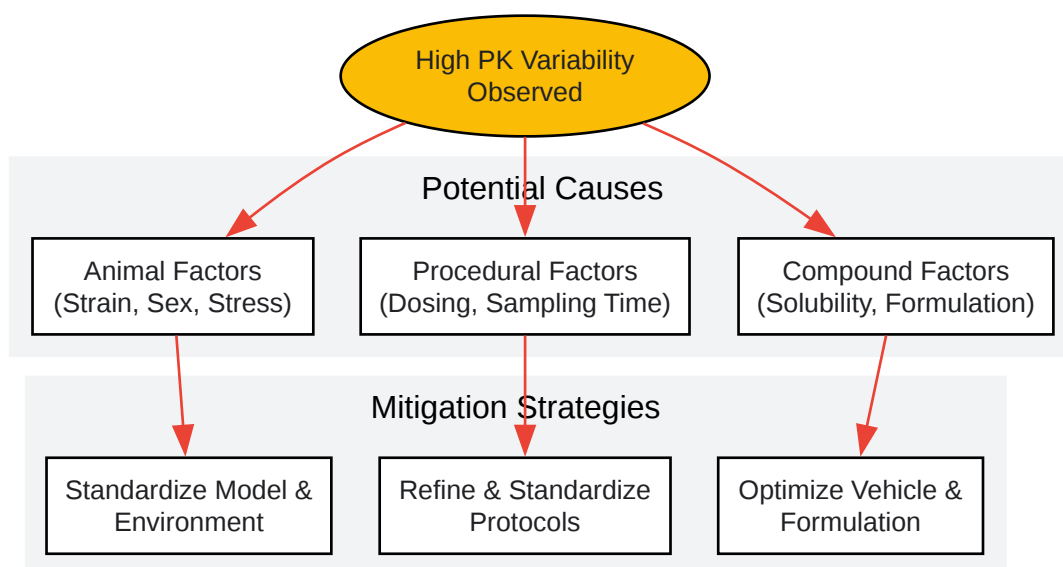 High PK Variability
Observed
Potential Causes
Animal Factors
(Strain, Sex, Stress)
Procedural Factors
(Dosing, Sampling Time)
Compound Factors
(Solubility, Formulation)
Mitigation Strategies
Standardize Model &
Environment
Refine & Standardize
Protocols
Optimize Vehicle &
Formulation